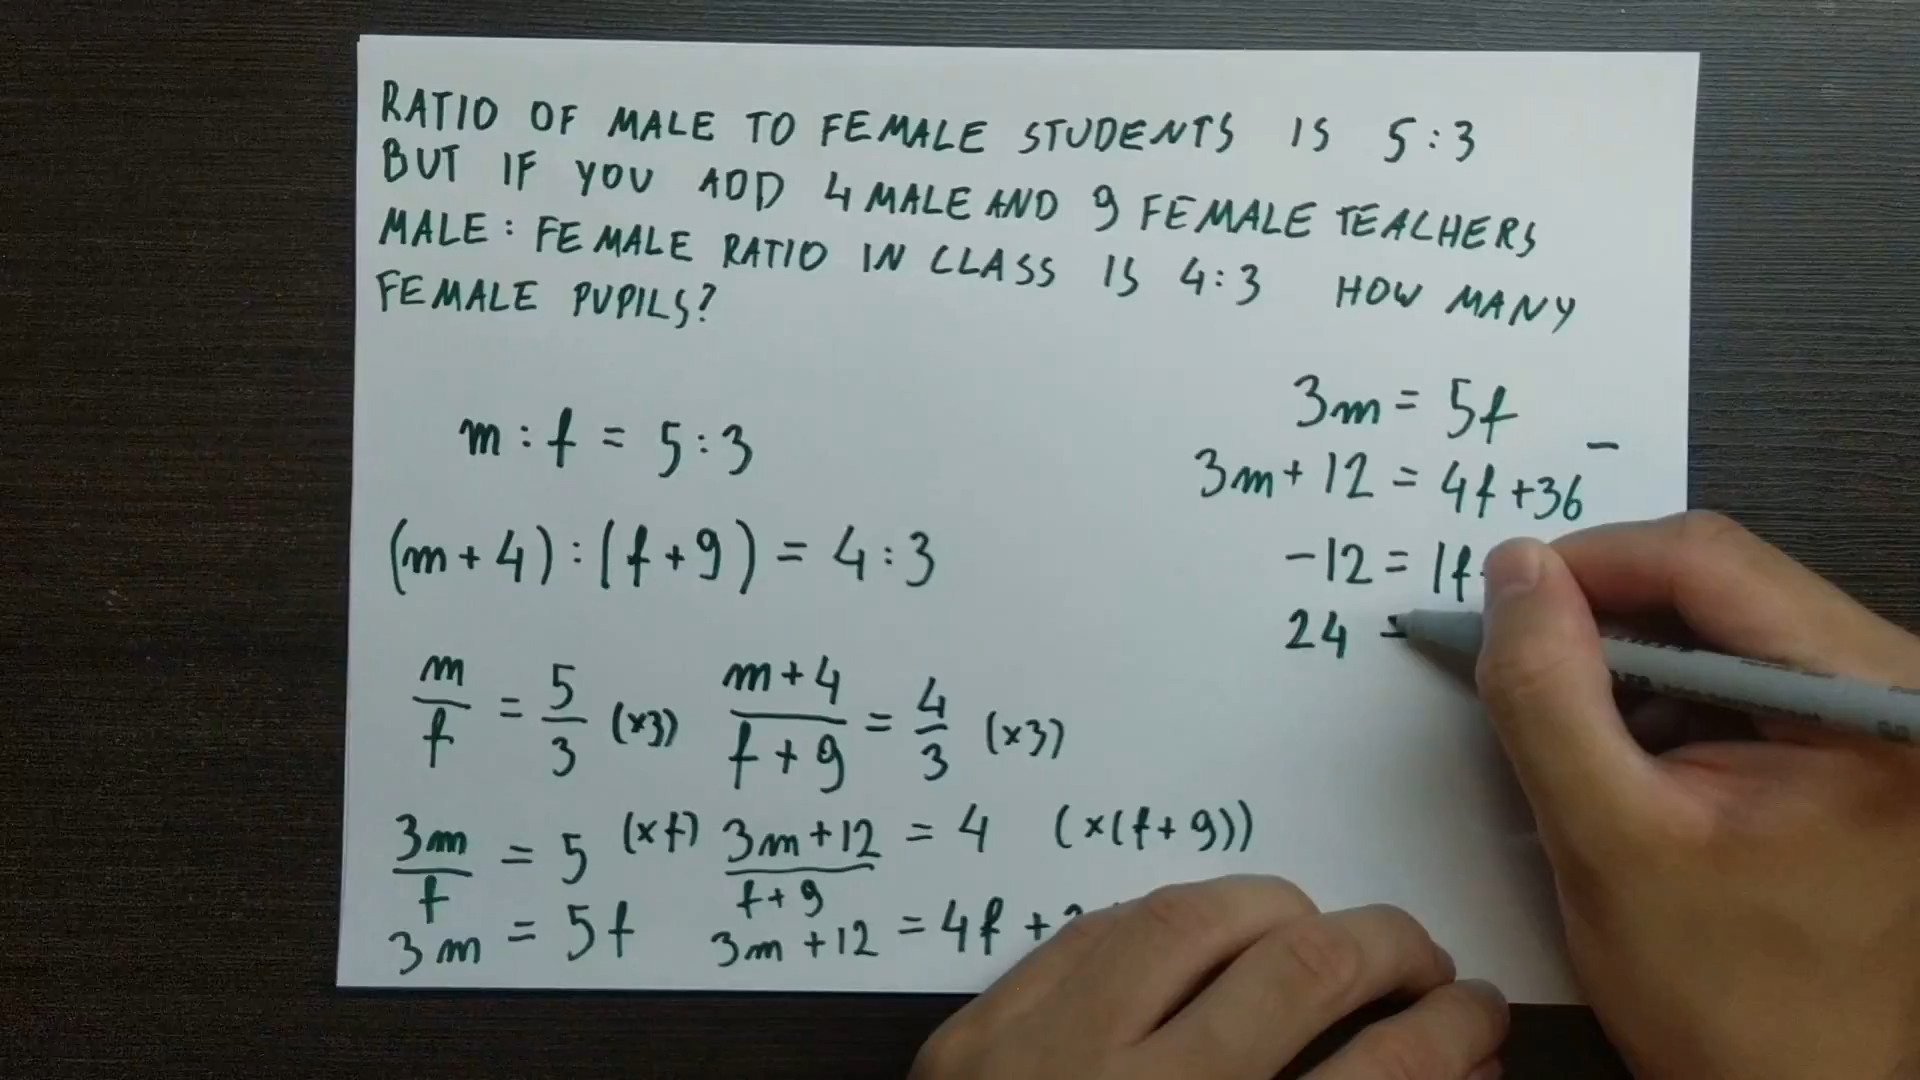 RATIO OF MALE TO FEMALE STUDENTS IS 5:3
BUT IF YOU ADD 4 MALE AND 9 FEMALE TEACHERS
MALE: FEMALE RATIO IN CLASS IS 4:3 HOW MANY
FEMALE PUPILS?
m : f = 5:3
(m+4):(f+9) = 4:3
m/f = 5/3 (x3)
3m/f = 5 (xf)
3m = 5f
m+4/f+9 = 4/3 (x3)
3m+12/f+9 = 4 (x(f+9))
3m+12 = 4f +
3m = 5f
3m+12 = 4f+36 -
-12 = 1f
24 =